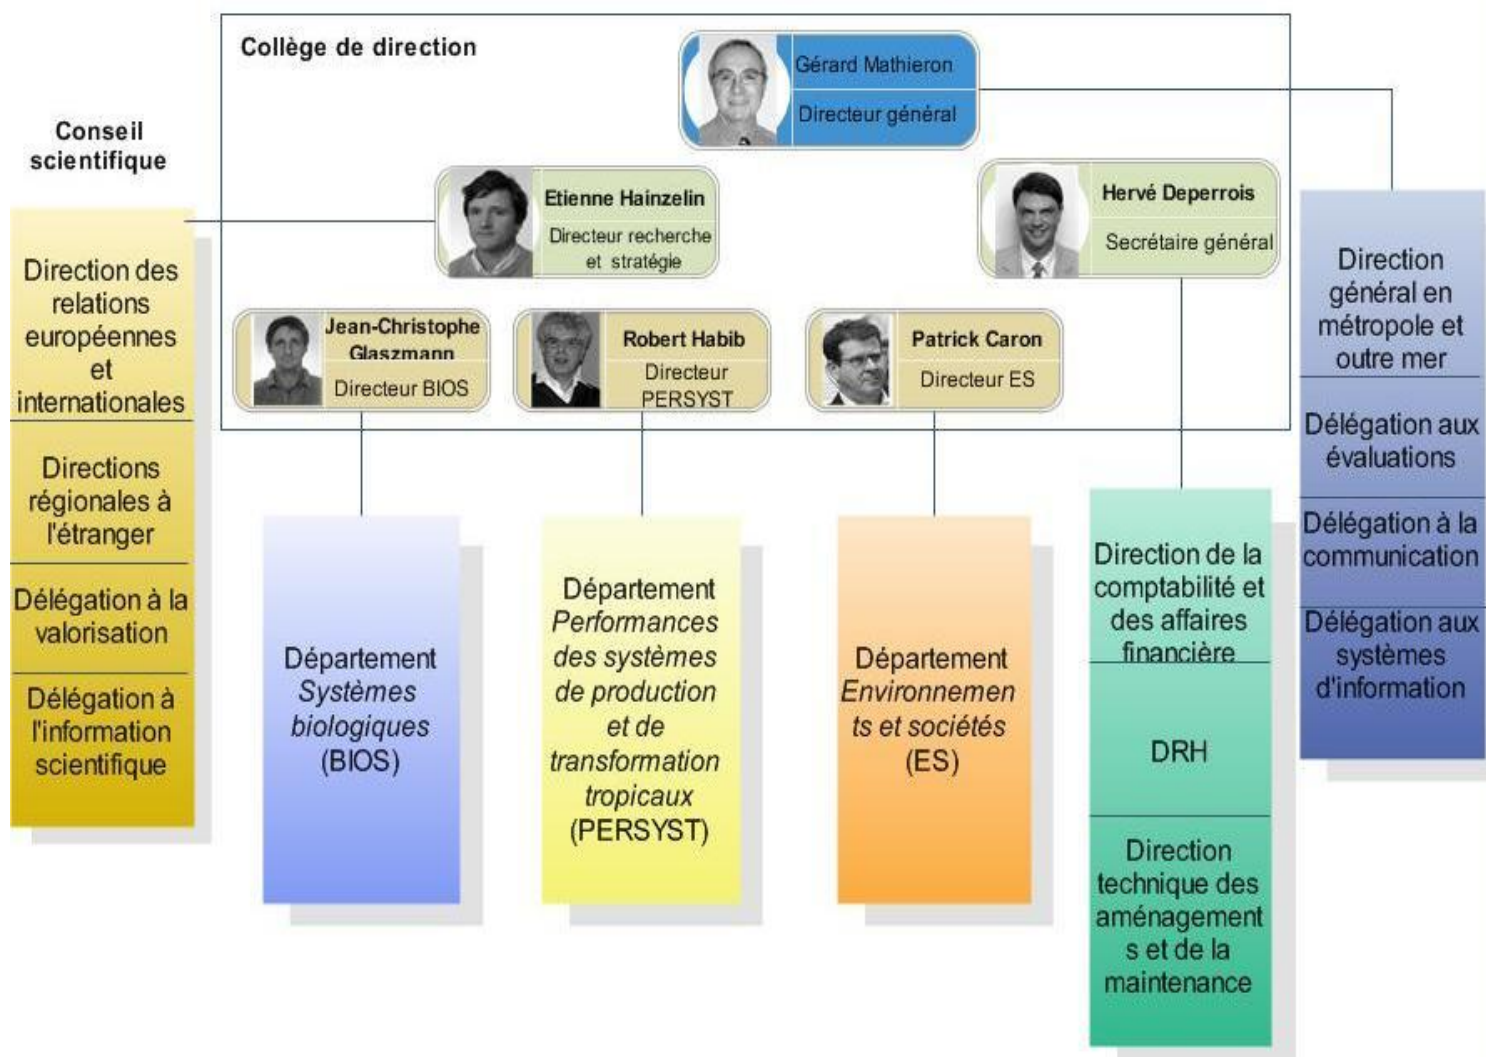 Collège de direction
Gérard Mathieron
Directeur général
Conseil
scientifique
Etienne Hainzelin
Directeur recherche
et stratégie
Hervé Deperrois
Secrétaire général
Jean-Christophe
Glaszmann
Directeur BIOS
Robert Habib
Directeur
PERSYST
Patrick Caron
Directeur ES
Direction des
relations
européennes
et
internationales
Directions
régionales à
l'étranger
Délégation à la
valorisation
Délégation à
l'information
scientifique
Département
Systèmes
biologiques
(BIOS)
Département
Performances
des systèmes
de production
et de
transformation
tropicaux
(PERSYST)
Département
Environnemen
ts et sociétés
(ES)
Direction de la
comptabilité et
des affaires
financière
DRH
Direction
technique des
aménagement
s et de la
maintenance
Direction
général en
métropole et
outre mer
Délégation aux
évaluations
Délégation à la
communication
Délégation aux
systèmes
d'information